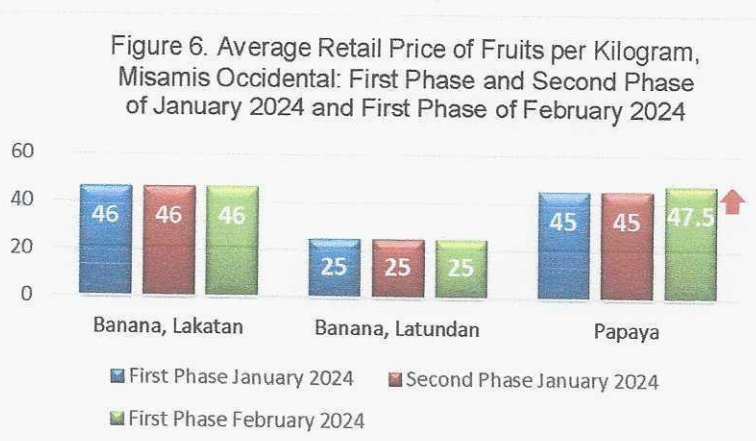 Figure 6. Average Retail Price of Fruits per Kilogram,
Misamis Occidental: First Phase and Second Phase
of January 2024 and First Phase of February 2024
60
40
20
0
46 46 46
25 25 25
45 45 47.5
Banana, Lakatan Banana, Latundan Papaya
First Phase January 2024 Second Phase January 2024
First Phase February 2024